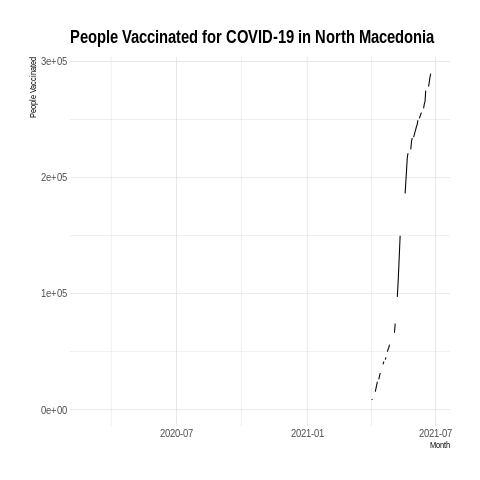 People Vaccinated for COVID-19 in North Macedonia
People Vaccinated
3e+05
2e+05
1e+05
0e+00
2020-07
2021-01
2021-07
Month